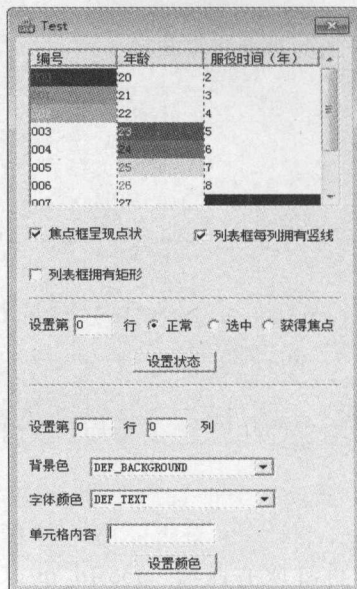 Test
编号 年龄 服役时间（年）
20 2
21 3
22 4
003 23 5
004 24 6
005 25 7
006 26 8
007 27
焦点框呈现点状 列表框每列拥有竖线
列表框拥有矩形
设置第 0 行 正常 选中 获得焦点
设置状态
设置第 0 行 0 列
背景色 DEF_BACKGROUND
字体颜色 DEF_TEXT
单元格内容
设置颜色